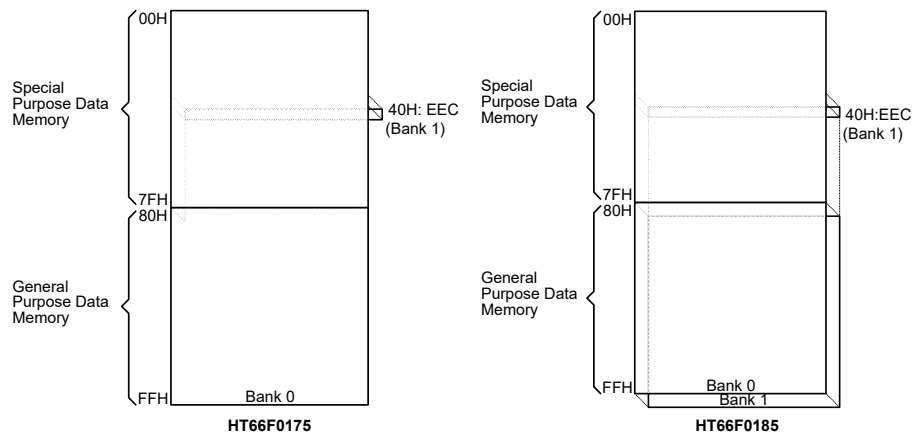 00H
Special
Purpose Data
Memory
40H: EEC
(Bank 1)
7FH
80H
General
Purpose Data
Memory
FFH
Bank 0
HT66F0175
00H
Special
Purpose Data
Memory
40H:EEC
(Bank 1)
7FH
80H
General
Purpose Data
Memory
FFH
Bank 0
Bank 1
HT66F0185